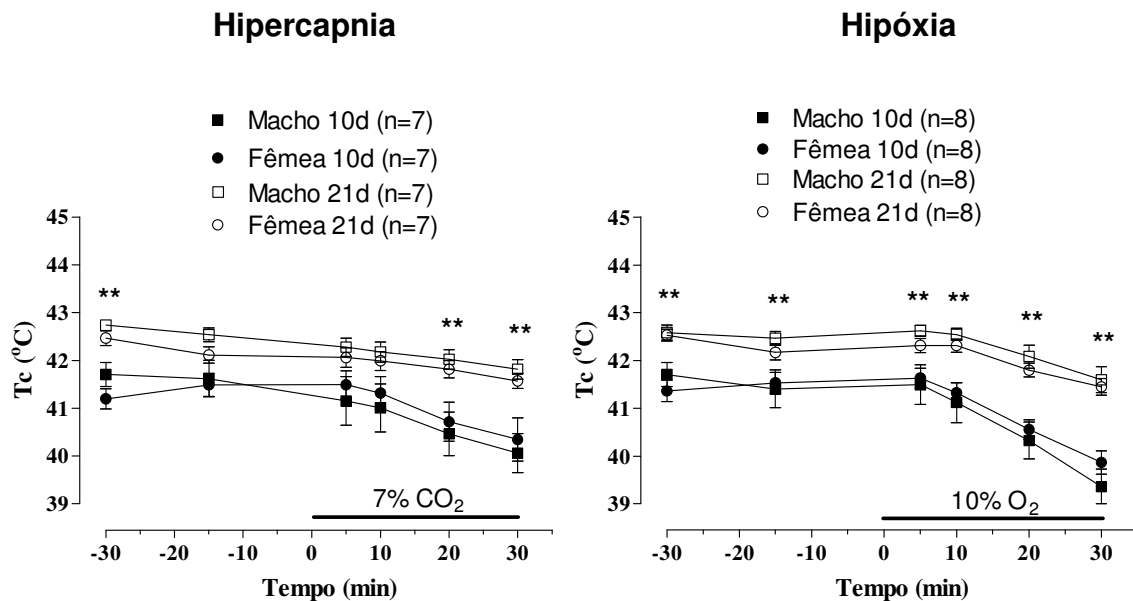 Hipercapnia
Macho 10d (n=7)
Fêmea 10d (n=7)
Macho 21d (n=7)
Fêmea 21d (n=7)
Tc (ºC)
45
44
43
42
41
40
39
**
**
**
7% CO₂
-30 -20 -10 0 10 20 30
Tempo (min)
Hipóxia
Macho 10d (n=8)
Fêmea 10d (n=8)
Macho 21d (n=8)
Fêmea 21d (n=8)
Tc (ºC)
45
44
43
42
41
40
39
**
**
**
**
**
**
10% O₂
-30 -20 -10 0 10 20 30
Tempo (min)